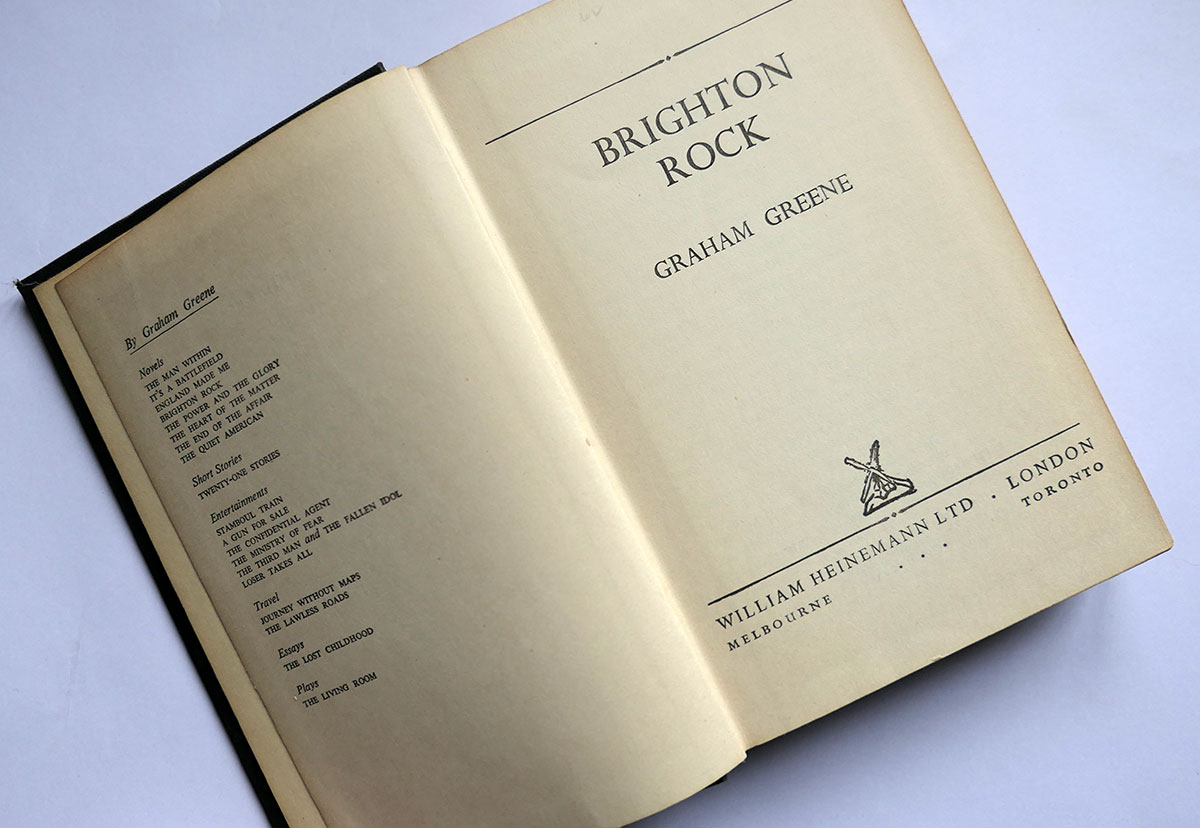 By Graham Greene
Novels
THE MAN WITHIN
IT'S A BATTLEFIELD
ENGLAND MADE ME
BRIGHTON ROCK
THE POWER AND THE GLORY
THE HEART OF THE MATTER
THE END OF THE AFFAIR
THE QUIET AMERICAN
Short Stories
TWENTY-ONE STORIES
Entertainments
STAMBOUL TRAIN
A GUN FOR SALE
THE CONFIDENTIAL AGENT
THE MINISTRY OF FEAR
THE THIRD MAN and THE FALLEN IDOL
LOSER TAKES ALL
Travel
JOURNEY WITHOUT MAPS
THE LAWLESS ROADS
Essays
THE LOST CHILDHOOD
Plays
THE LIVING ROOM
BRIGHTON
ROCK
GRAHAM GREENE
WILLIAM HEINEMANN LTD · LONDON
MELBOURNE · · TORONTO